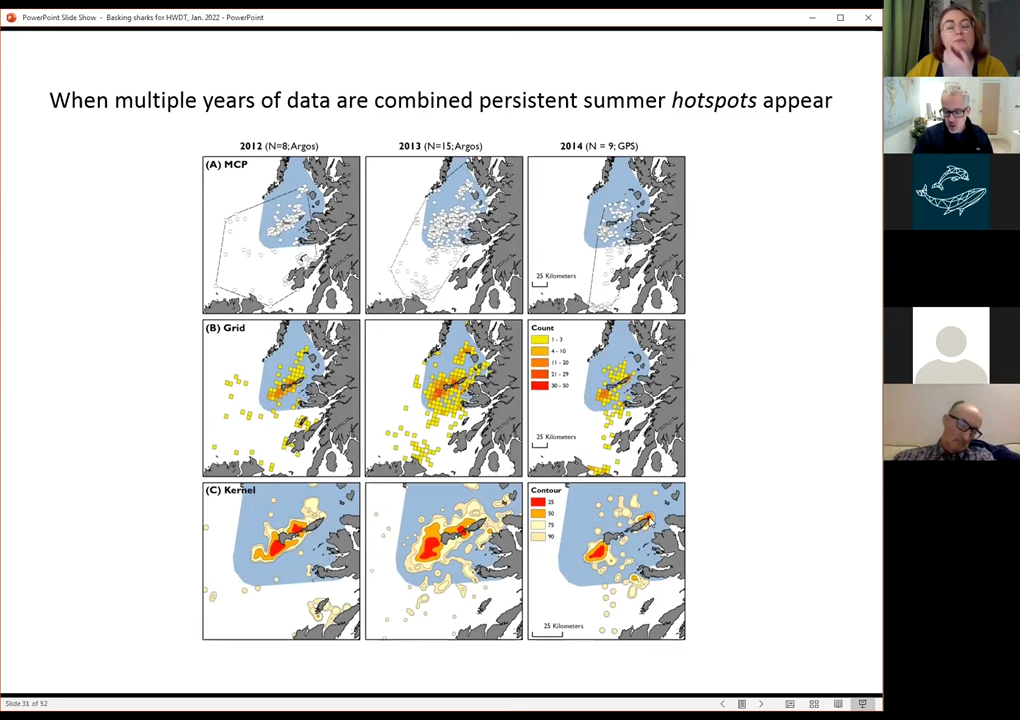 PowerPoint Slide Show - Basking sharks for HWDT, Jan. 2022 - PowerPoint
When multiple years of data are combined persistent summer hotspots appear
2012 (N=8; Argos)
2013 (N=15; Argos)
2014 (N = 9; GPS)
(A) MCP
25 Kilometers
(B) Grid
Count
1 - 3
4 - 10
11 - 20
21 - 29
30 - 50
25 Kilometers
(C) Kernel
Contour
25
50
75
90
25 Kilometers
Slide 31 of 52